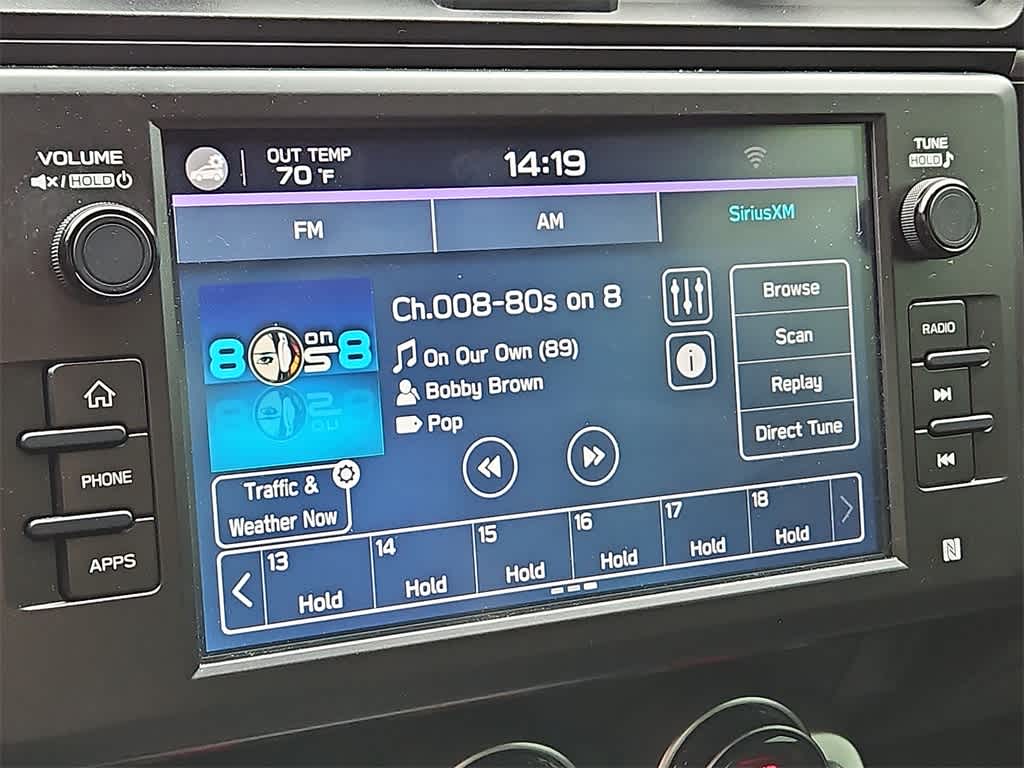 VOLUME
/HOLD
TUNE
HOLD
OUT TEMP
70 °F
14:19
FM
AM
SiriusXM
80s on 8
Ch.008-80s on 8
On Our Own (89)
Bobby Brown
Pop
Browse
Scan
Replay
Direct Tune
Traffic &
Weather Now
13
Hold
14
Hold
15
Hold
16
Hold
17
Hold
18
Hold
PHONE
APPS
RADIO